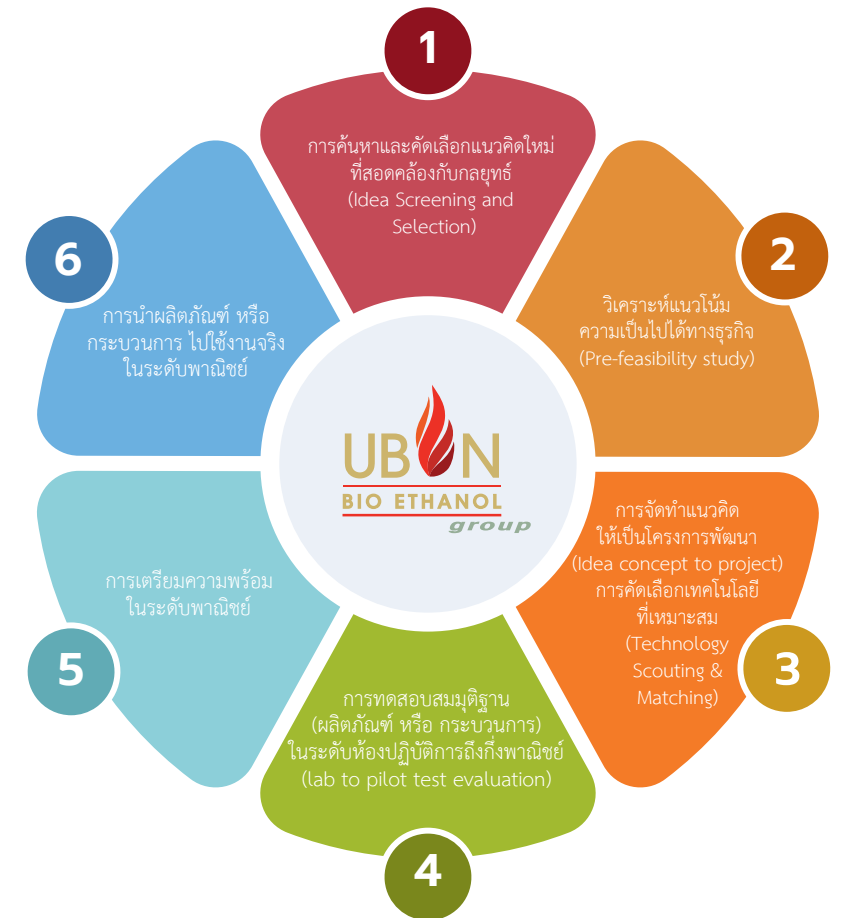 1
การค้นหาและคัดเลือกแนวคิดใหม่
ที่สอดคล้องกับกลยุทธ์
(Idea Screening and
Selection)
2
วิเคราะห์แนวโน้ม
ความเป็นไปได้ทางธุรกิจ
(Pre-feasibility study)
3
การจัดทำแนวคิด
ให้เป็นโครงการพัฒนา
(Idea concept to project)
การคัดเลือกเทคโนโลยี
ที่เหมาะสม
(Technology
Scouting &
Matching)
4
การทดสอบสมมุติฐาน
(ผลิตภัณฑ์ หรือ กระบวนการ)
ในระดับห้องปฏิบัติการถึงกึ่งพาณิชย์
(lab to pilot test evaluation)
5
การเตรียมความพร้อม
ในระดับพาณิชย์
6
การนำผลิตภัณฑ์ หรือ
กระบวนการ ไปใช้งานจริง
ในระดับพาณิชย์
UBON
BIO ETHANOL
group